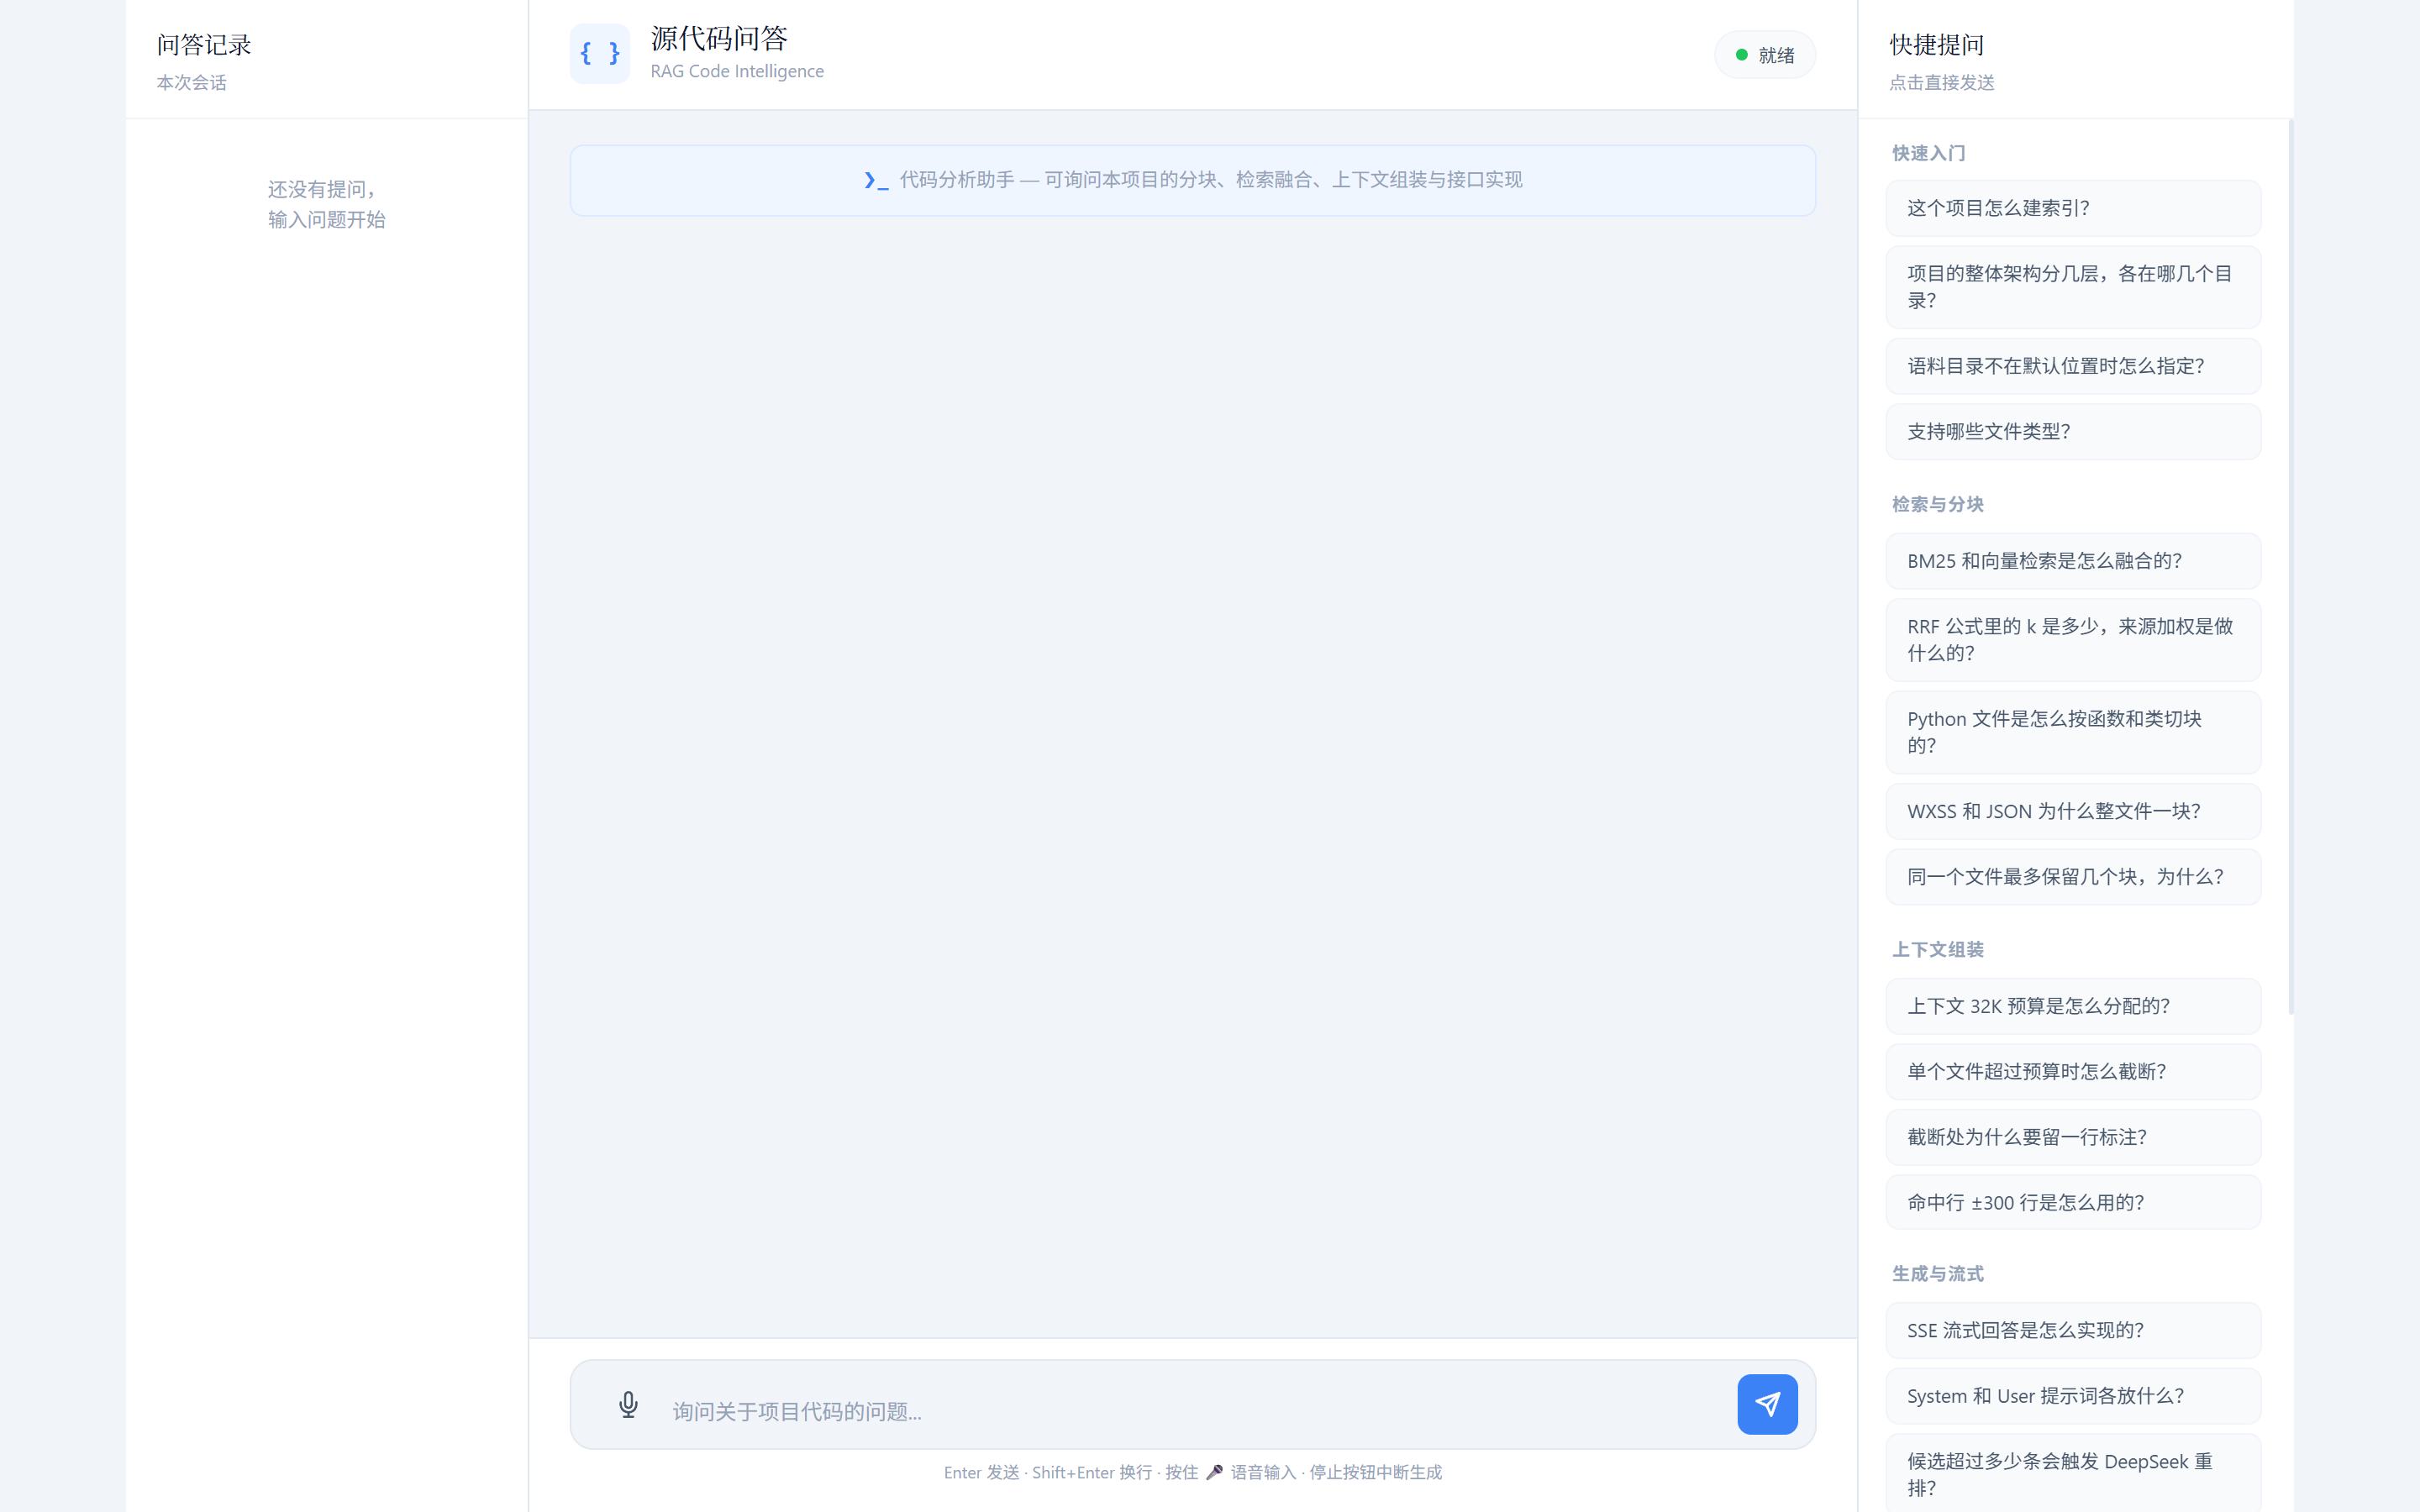 问答记录
本次会话
还没有提问，
输入问题开始
{ }
源代码问答
RAG Code Intelligence
就绪
❯_ 代码分析助手 — 可询问本项目的分块、检索融合、上下文组装与接口实现
询问关于项目代码的问题...
Enter 发送 · Shift+Enter 换行 · 按住 🎤 语音输入 · 停止按钮中断生成
快捷提问
点击直接发送
快速入门
这个项目怎么建索引？
项目的整体架构分几层，各在哪几个目
录？
语料目录不在默认位置时怎么指定？
支持哪些文件类型？
检索与分块
BM25 和向量检索是怎么融合的？
RRF 公式里的 k 是多少，来源加权是做
什么的？
Python 文件是怎么按函数和类切块
的？
WXSS 和 JSON 为什么整文件一块？
同一个文件最多保留几个块，为什么？
上下文组装
上下文 32K 预算是怎么分配的？
单个文件超过预算时怎么截断？
截断处为什么要留一行标注？
命中行 ±300 行是怎么用的？
生成与流式
SSE 流式回答是怎么实现的？
System 和 User 提示词各放什么？
候选超过多少条会触发 DeepSeek 重
排？